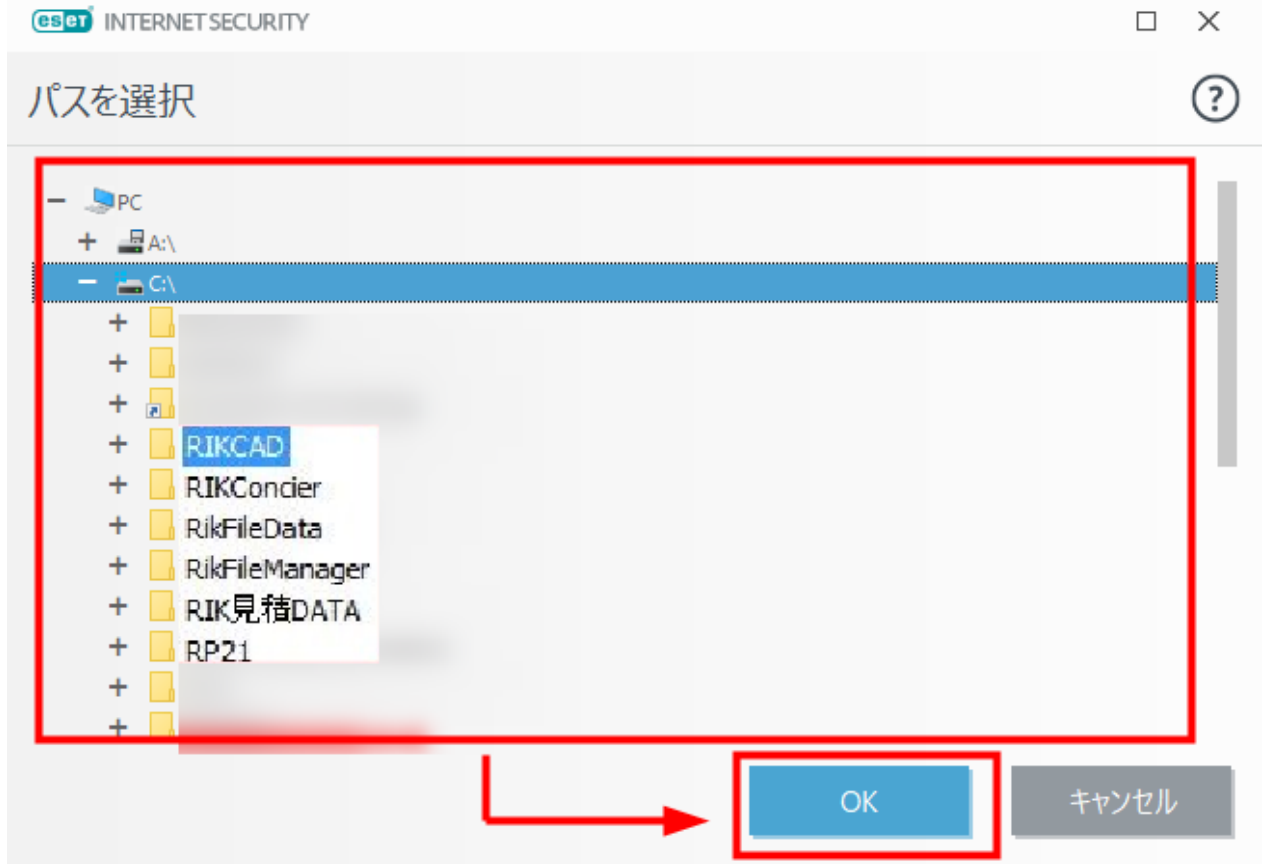 eset INTERNET SECURITY
パスを選択
?
PC
A:\
C:\
RIKCAD
RIKConcier
RikFileData
RikFileManager
RIK見積DATA
RP21
OK
キャンセル